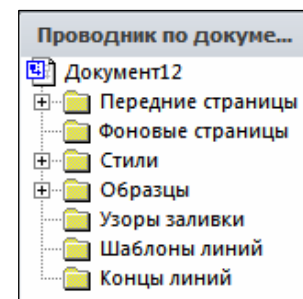 Проводник по докуме...
Документ12
Передние страницы
Фоновые страницы
Стили
Образцы
Узоры заливки
Шаблоны линий
Концы линий